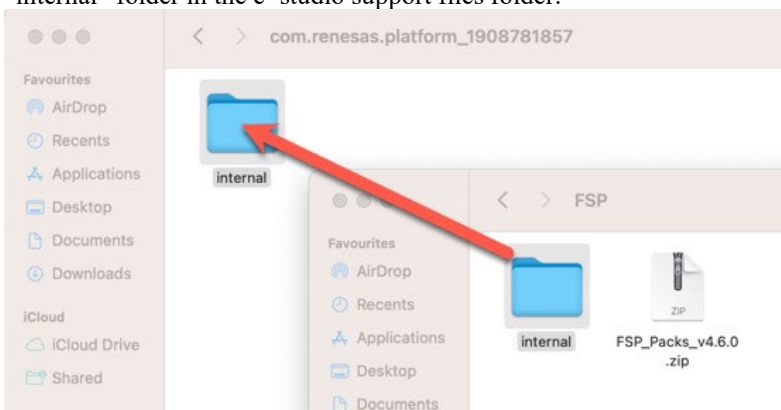 internal" folder in the e² studio support files folder.
com.renesas.platform_1908781857
Favourites
AirDrop
Recents
Applications
Desktop
Documents
Downloads
iCloud
iCloud Drive
Shared
internal
FSP
Favourites
AirDrop
Recents
Applications
Desktop
Documents
internal
ZIP
FSP_Packs_v4.6.0
.zip